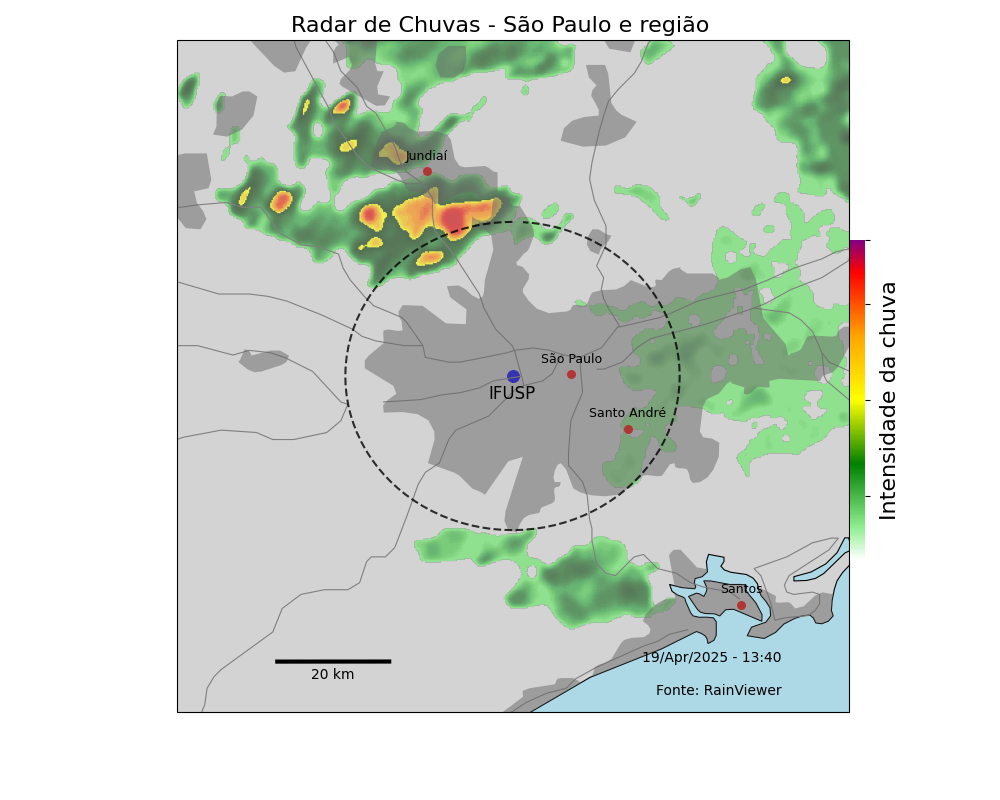 Radar de Chuvas - São Paulo e região
Jundiaí
São Paulo
IFUSP
Santo André
Intensidade da chuva
Santos
19/Apr/2025 - 13:40
20 km
Fonte: RainViewer